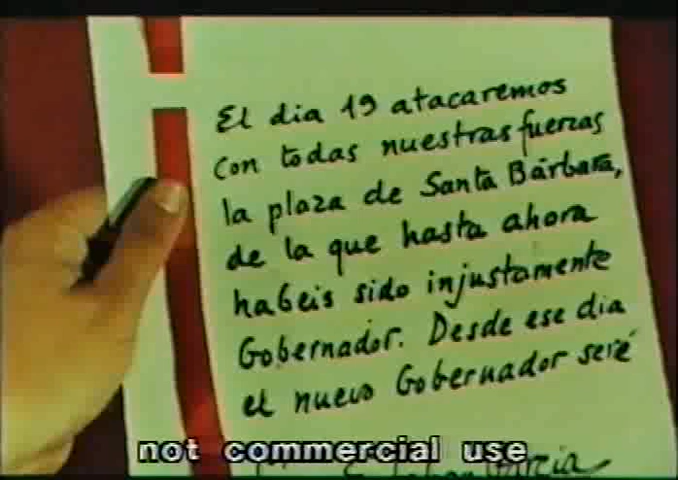 El dia 19 atacaremos
con todas nuestras fuerzas
la plaza de Santa Bárbara,
de la que hasta ahora
habeis sido injustamente
Gobernador. Desde ese dia
el nuevo Gobernador seré
not commercial use
García